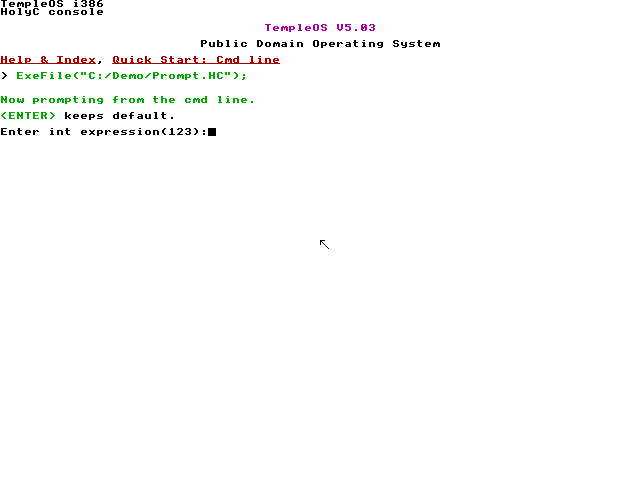 TempleOS i386
HolyC console
TempleOS V5.03
Public Domain Operating System
Help & Index, Quick Start: Cmd line
> ExeFile("C:/Demo/Prompt.HC");
Now prompting from the cmd line.
<ENTER> keeps default.
Enter int expression(123):